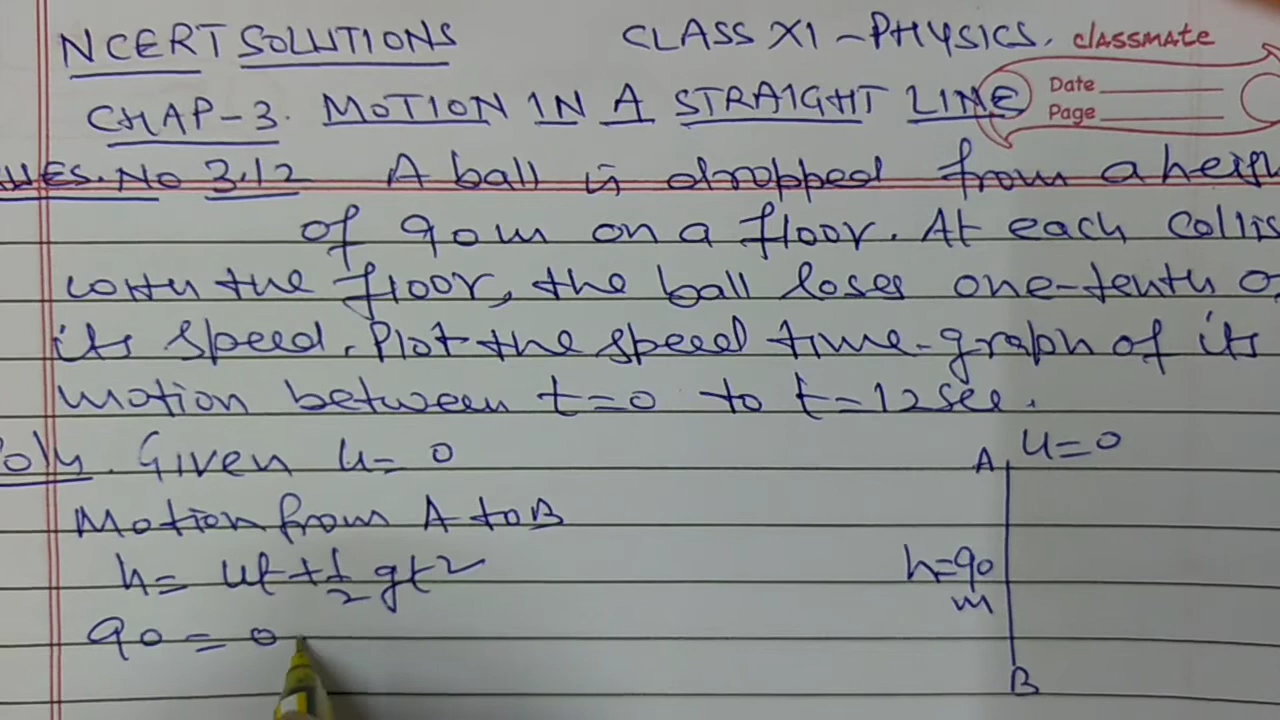 NCERT SOLUTIONS CLASS XI - PHYSICS. classmate
CHAP-3. MOTION IN A STRAIGHT LINE
Date
Page
UES. No 3.12 A ball is dropped from a heig
of 90m on a floor. At each collis
with the floor, the ball loses one-tenth o
its speed. Plot the speed time-graph of its
motion between t=0 to t=12 sec.
oln. Given u=0
Motion from A to B
h= ut+1/2 gt2
90 = 0
A u=0
h=90
m
B